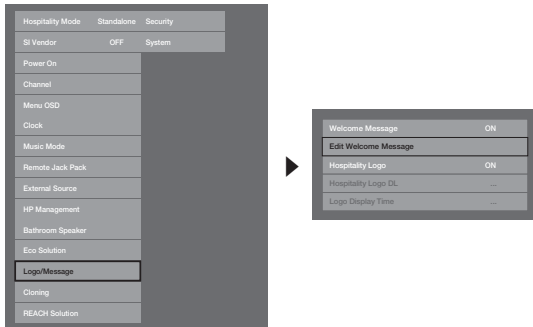 Hospitality Mode Standalone Security
SI Vendor OFF System
Power On
Channel
Menu OSD
Clock
Music Mode
Remote Jack Pack
External Source
HP Management
Bathroom Speaker
Eco Solution
Logo/Message
Cloning
REACH Solution
Welcome Message ON
Edit Welcome Message
Hospitality Logo ON
Hospitality Logo DL ...
Logo Display Time ...